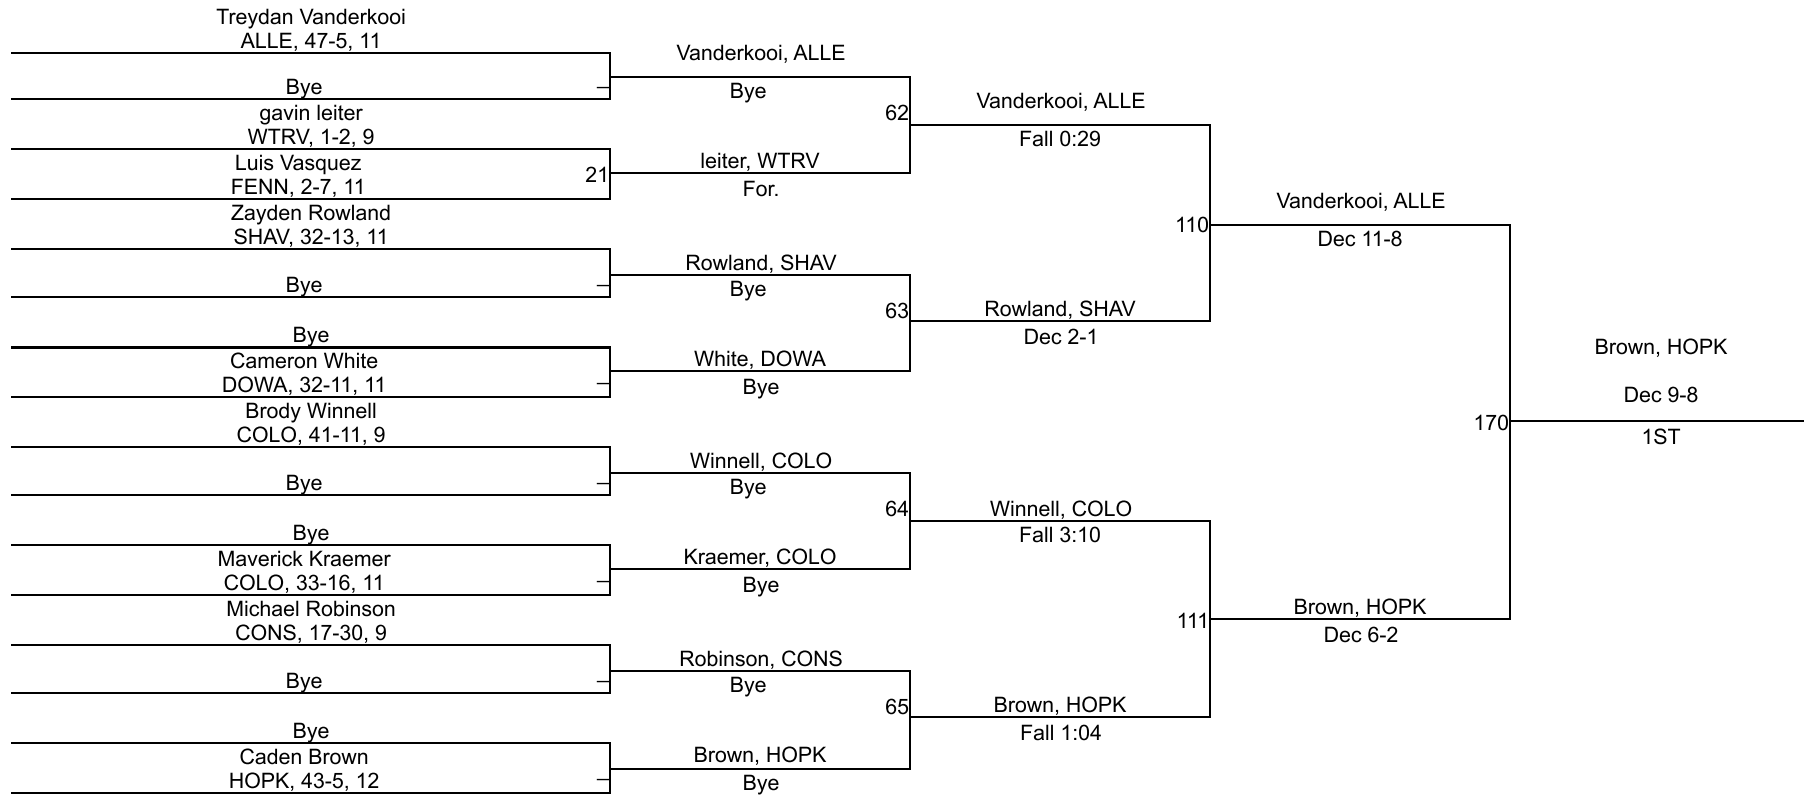 Treydan Vanderkooi
ALLE, 47-5, 11
Bye
gavin leiter
WTRV, 1-2, 9
Luis Vasquez
FENN, 2-7, 11
21
Zayden Rowland
SHAV, 32-13, 11
Bye
Bye
Cameron White
DOWA, 32-11, 11
Brody Winnell
COLO, 41-11, 9
Bye
Bye
Maverick Kraemer
COLO, 33-16, 11
Michael Robinson
CONS, 17-30, 9
Bye
Bye
Caden Brown
HOPK, 43-5, 12
Vanderkooi, ALLE
Bye
62
leiter, WTRV
For.
Rowland, SHAV
Bye
63
White, DOWA
Bye
Winnell, COLO
Bye
64
Kraemer, COLO
Bye
Robinson, CONS
Bye
65
Brown, HOPK
Bye
Vanderkooi, ALLE
Fall 0:29
110
Rowland, SHAV
Dec 2-1
Winnell, COLO
Fall 3:10
111
Brown, HOPK
Fall 1:04
Vanderkooi, ALLE
Dec 11-8
170
Brown, HOPK
Dec 6-2
Brown, HOPK
Dec 9-8
1ST